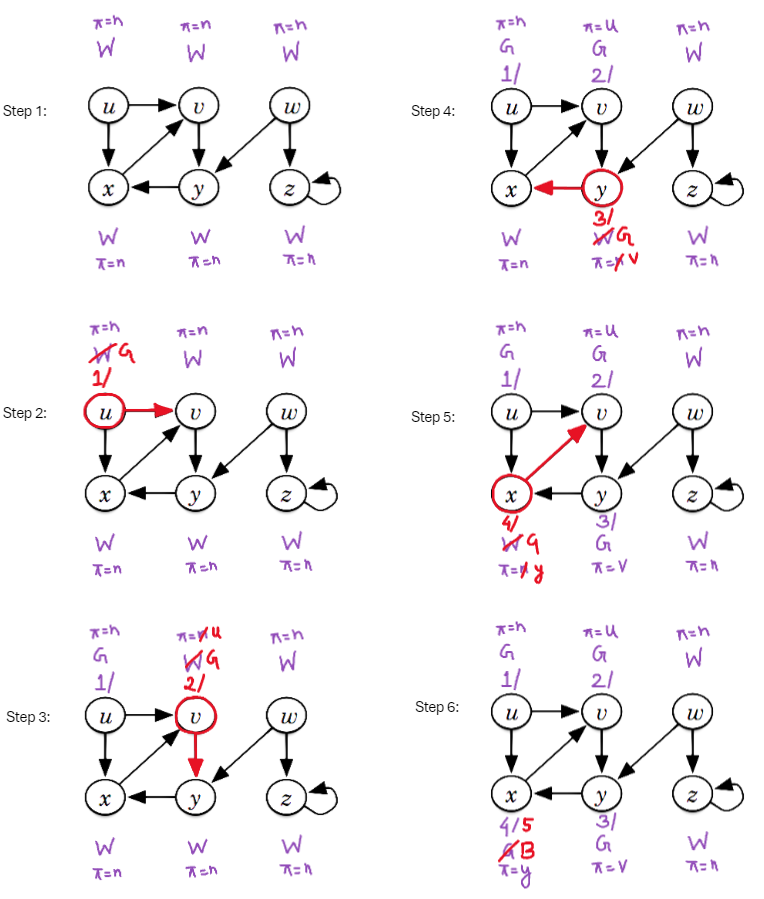 Step 1:
π=n π=n π=n
W W W
u v w
x y z
W W W
π=n π=n π=n
Step 2:
π=n π=n π=n
W G W W
1/
u v w
x y z
W W W
π=n π=n π=n
Step 3:
π=n π=n u π=n
G W G W
1/ 2/
u v w
x y z
W W W
π=n π=n π=n
Step 4:
π=n π=u π=n
G G W
1/ 2/
u v w
x y z
3/
W W G W
π=n π=n v π=n
Step 5:
π=n π=u π=n
G G W
1/ 2/
u v w
x y z
4/ 3/
W G G W
π=n y π=v π=n
Step 6:
π=n π=u π=n
G G W
1/ 2/
u v w
x y z
4/5 3/
G B G W
π=y π=v π=n